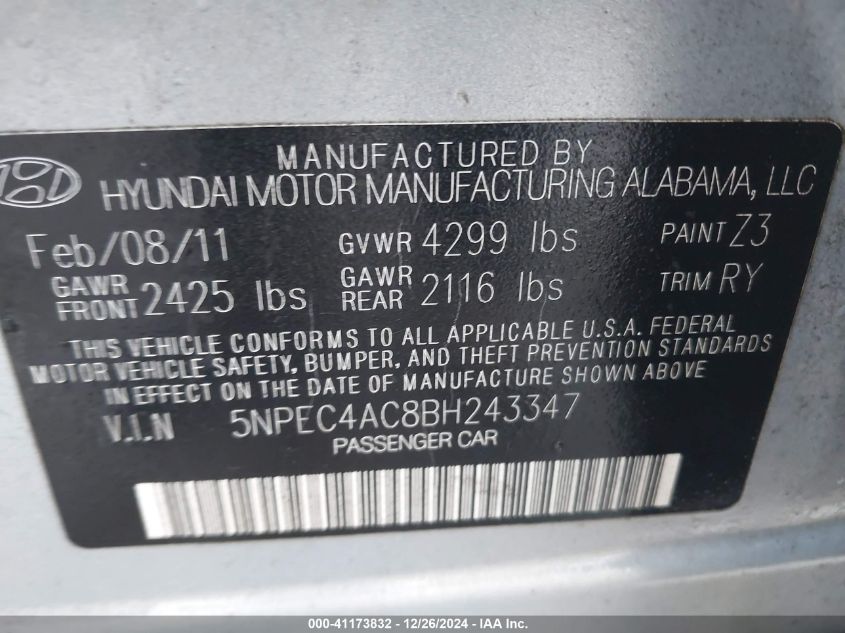 MANUFACTURED BY
HYUNDAI MOTOR MANUFACTURING ALABAMA, LLC
Feb/08/11 GVWR 4299 lbs PAINT Z3
GAWR FRONT 2425 lbs GAWR REAR 2116 lbs TRIM RY
THIS VEHICLE CONFORMS TO ALL APPLICABLE U.S.A. FEDERAL
MOTOR VEHICLE SAFETY, BUMPER, AND THEFT PREVENTION STANDARDS
IN EFFECT ON THE DATE OF MANUFACTURE SHOWN ABOVE
V.I.N 5NPEC4AC8BH243347
PASSENGER CAR
000-41173832 - 12/26/2024 - IAA Inc.